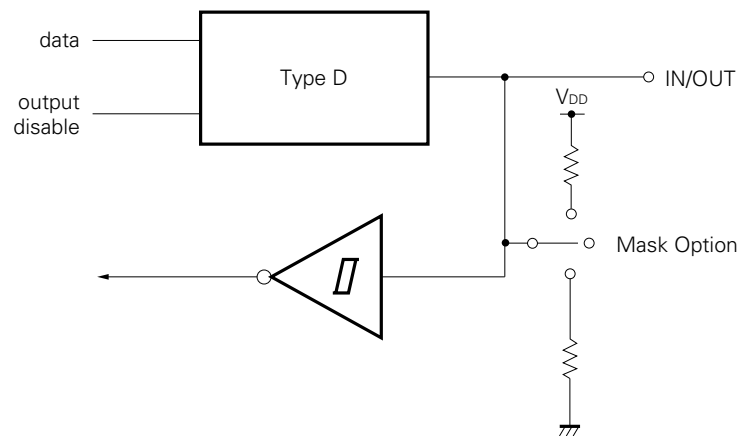 data
Type D
IN/OUT
VDD
output
disable
Mask Option